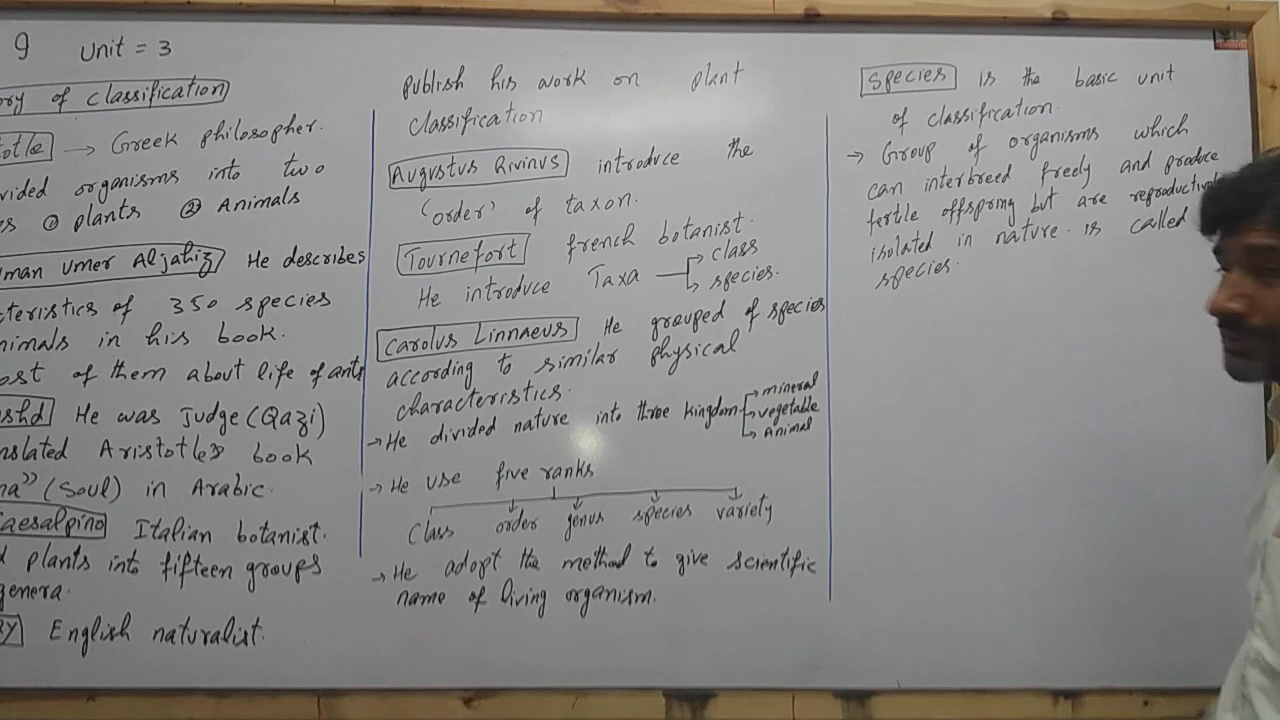 9 Unit = 3
ory of classification
totle → Greek philosopher.
vided organisms into two
s ① plants ② Animals
man umer Aljahiz He describes
cteristics of 350 species
nimals in his book.
ost of them about life of ants
shd He was Judge (Qazi)
nslated Aristotle's book
na” (Soul) in Arabic.
aesalpino Italian botanist.
d plants into fifteen groups
genera.
ay English naturalist.
publish his work on plant
classification
Augustus Rivinus introduce the
‘order’ of taxon.
Tournefort french botanist.
He introduce Taxa → class
→ species.
Carolus Linnaeus He grouped of species
according to similar physical
characteristics.
→ He divided nature into three kingdom → mineral
→ vegetable
→ Animal
→ He use five ranks
Class order genus species variety
→ He adopt the method to give scientific
name of living organism.
Species is the basic unit
of classification.
→ Group of organisms which
can interbreed freely and produce
fertile offspring but are reproductivel
isolated in nature. is called
species.